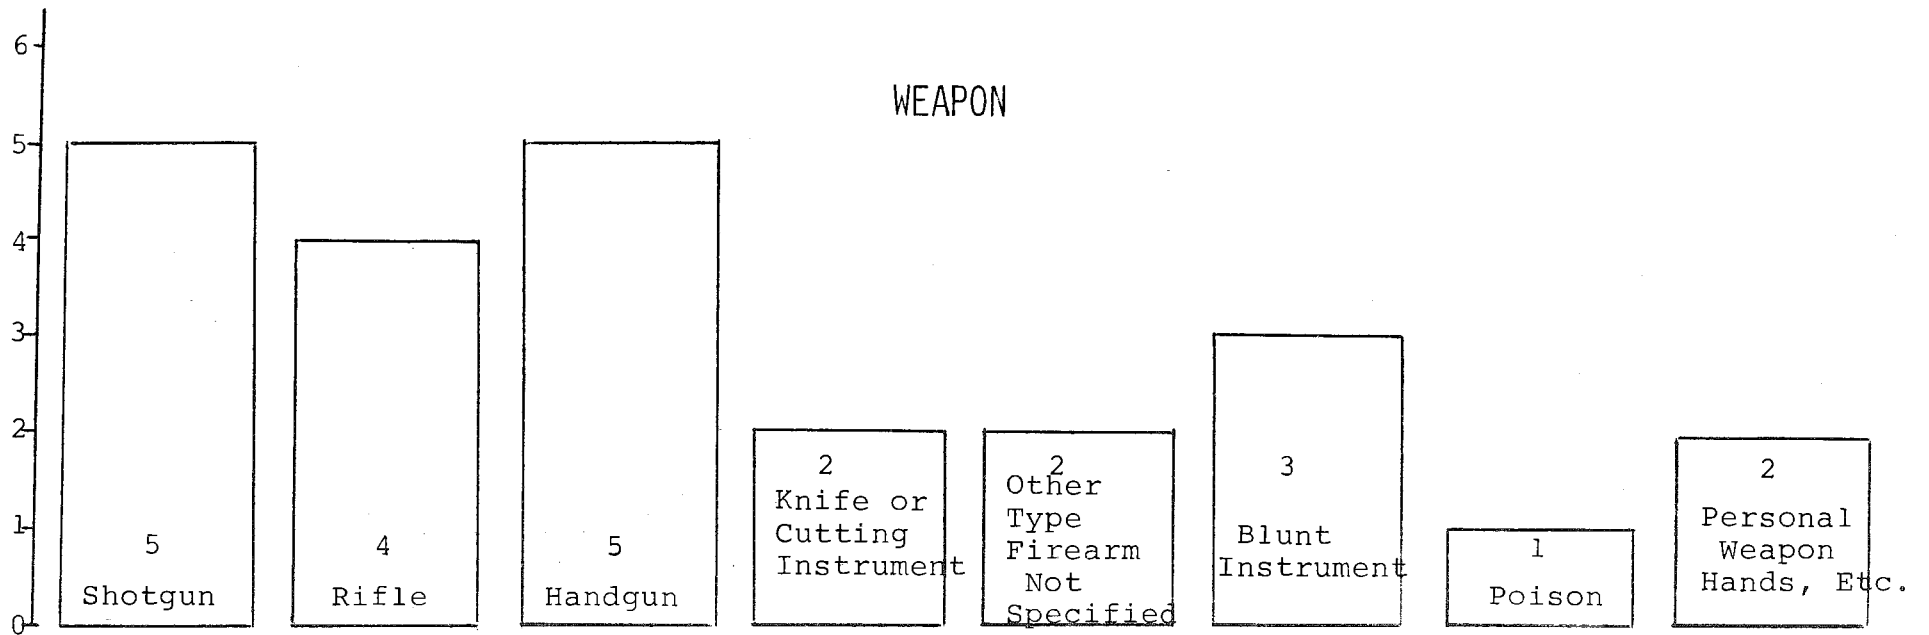 WEAPON
6
5
4
3
2
1
0
5
Shotgun
4
Rifle
5
Handgun
2
Knife or
Cutting
Instrument
2
Other
Type
Firearm
Not
Specified
3
Blunt
Instrument
1
Poison
2
Personal
Weapon
Hands, Etc.